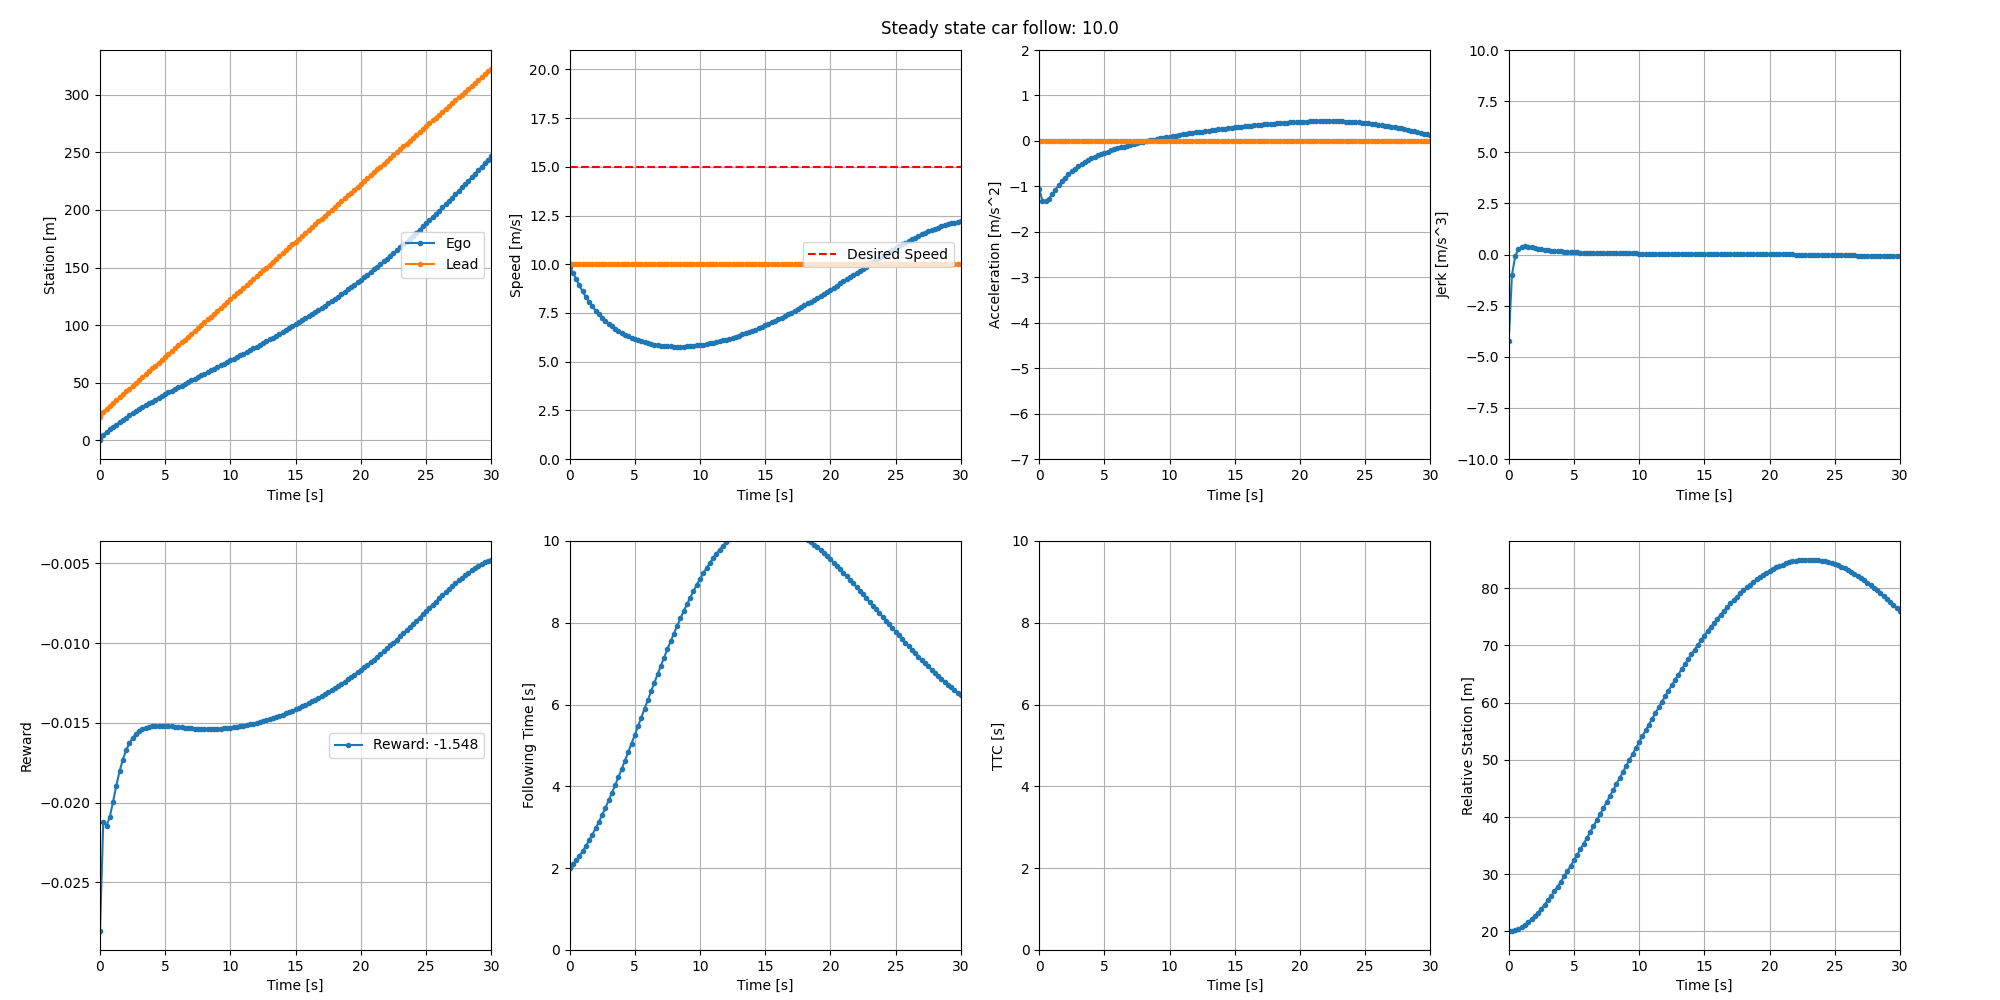 Steady state car follow: 10.0
Station [m]
300
250
200
150
100
50
0
Ego
Lead
0 5 10 15 20 25 30
Time [s]
Speed [m/s]
20.0
17.5
15.0
12.5
10.0
7.5
5.0
2.5
0.0
Desired Speed
0 5 10 15 20 25 30
Time [s]
Acceleration [m/s^2]
2
1
0
−1
−2
−3
−4
−5
−6
−7
0 5 10 15 20 25 30
Time [s]
Jerk [m/s^3]
10.0
7.5
5.0
2.5
0.0
−2.5
−5.0
−7.5
−10.0
0 5 10 15 20 25 30
Time [s]
Reward
−0.005
−0.010
−0.015
−0.020
−0.025
Reward: -1.548
0 5 10 15 20 25 30
Time [s]
Following Time [s]
10
8
6
4
2
0
0 5 10 15 20 25 30
Time [s]
TTC [s]
10
8
6
4
2
0
0 5 10 15 20 25 30
Time [s]
Relative Station [m]
80
70
60
50
40
30
20
0 5 10 15 20 25 30
Time [s]